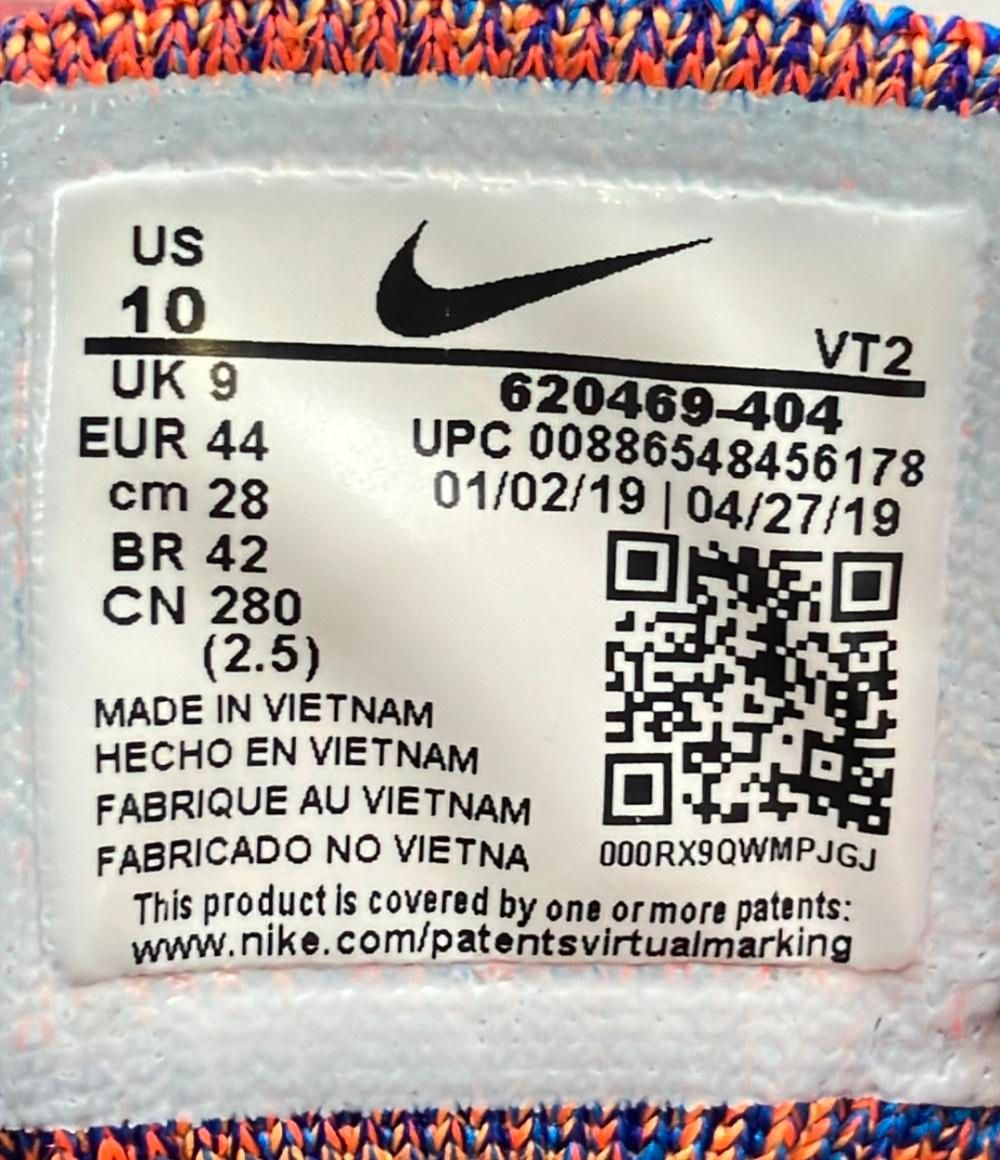 US
10
VT2
UK 9
EUR 44
cm 28
BR 42
CN 280
(2.5)
620469-404
UPC 00886548456178
01/02/19 | 04/27/19
MADE IN VIETNAM
HECHO EN VIETNAM
FABRIQUE AU VIETNAM
FABRICADO NO VIETNA
000RX9QWMPJGJ
This product is covered by one or more patents:
www.nike.com/patentsvirtualmarking